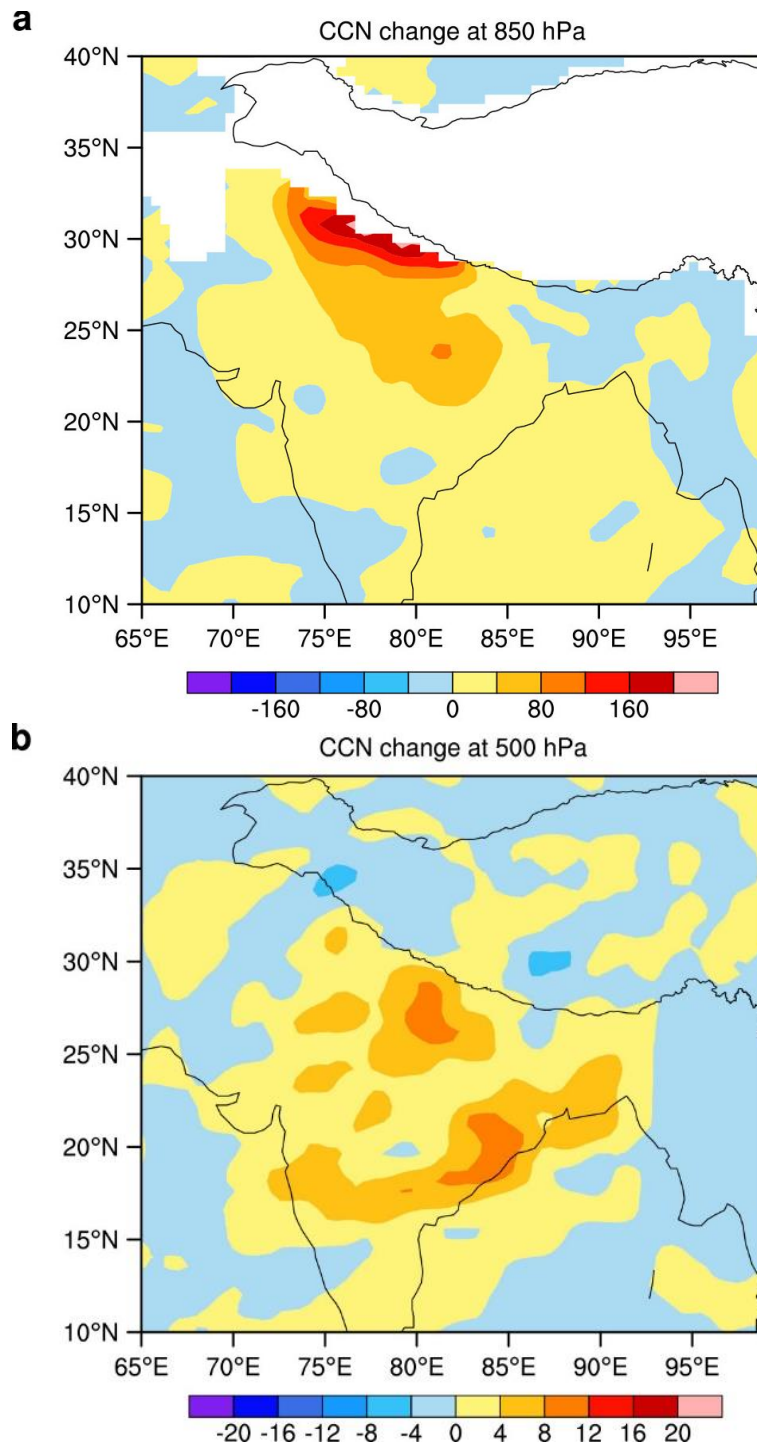 a
CCN change at 850 hPa
40°N
35°N
30°N
25°N
20°N
15°N
10°N
65°E 70°E 75°E 80°E 85°E 90°E 95°E
-160 -80 0 80 160
b
CCN change at 500 hPa
40°N
35°N
30°N
25°N
20°N
15°N
10°N
65°E 70°E 75°E 80°E 85°E 90°E 95°E
-20 -16 -12 -8 -4 0 4 8 12 16 20